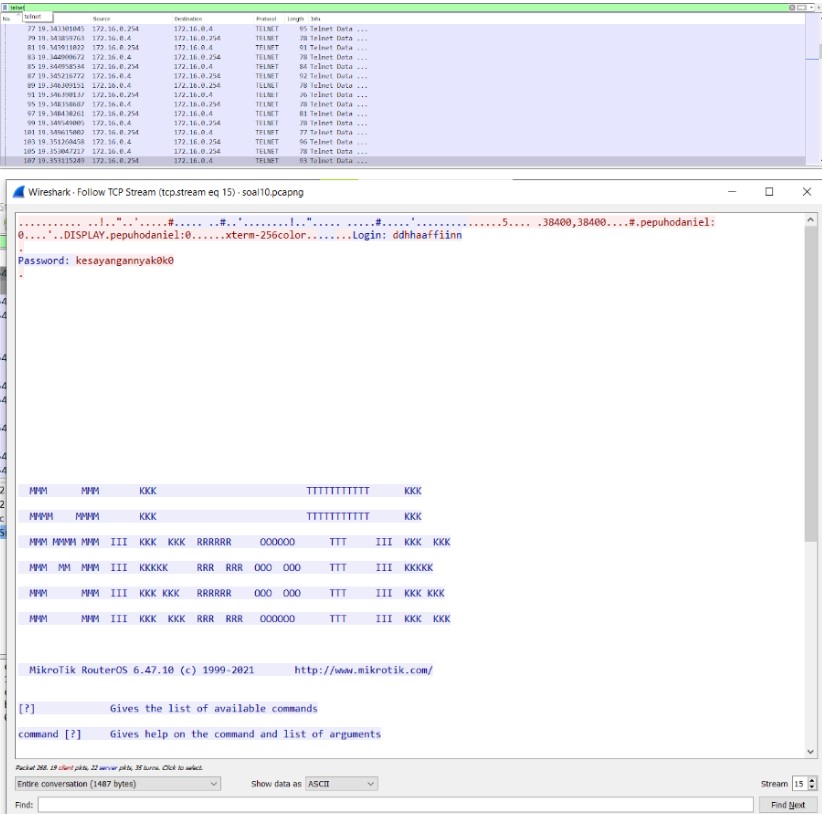 telnet
telnet
No. Source Destination Protocol Length Info
77 19.343301045 172.16.0.254 172.16.0.4 TELNET 95 Telnet Data ...
79 19.343859763 172.16.0.4 172.16.0.254 TELNET 78 Telnet Data ...
81 19.343911022 172.16.0.254 172.16.0.4 TELNET 91 Telnet Data ...
83 19.344900672 172.16.0.4 172.16.0.254 TELNET 78 Telnet Data ...
85 19.344958534 172.16.0.254 172.16.0.4 TELNET 84 Telnet Data ...
87 19.345216772 172.16.0.4 172.16.0.254 TELNET 92 Telnet Data ...
89 19.346309151 172.16.0.254 172.16.0.4 TELNET 78 Telnet Data ...
91 19.346390137 172.16.0.254 172.16.0.4 TELNET Telnet Data ...
95 19.348358687 172.16.0.4 172.16.0.254 TELNET 78 Telnet Data ...
97 19.348438261 172.16.0.254 172.16.0.4 TELNET 81 Telnet Data ...
99 19.349549005 172.16.0.4 172.16.0.254 TELNET 78 Telnet Data ...
101 19.349615002 172.16.0.254 172.16.0.4 TELNET 77 Telnet Data ...
103 19.351260458 172.16.0.4 172.16.0.254 TELNET 96 Telnet Data ...
105 19.353047217 172.16.0.4 172.16.0.254 TELNET 78 Telnet Data ...
107 19.353115249 172.16.0.254 172.16.0.4 TELNET 93 Telnet Data ...
Wireshark · Follow TCP Stream (tcp.stream eq 15) · soal10.pcapng
........... ..!.."..'.....#..... ..#..'........!.."..... .....#.....'...................5.... .38400,38400....#.pepuhodaniel:
0....'..DISPLAY.pepuhodaniel:0......xterm-256color........Login: ddhhaaffiinn
.
Password: kesayangannyak0k0
.
MMM MMM KKK TTTTTTTTTTT KKK
MMMM MMMM KKK TTTTTTTTTTT KKK
MMM MMMM MMM III KKK KKK RRRRRR OOOOOO TTT III KKK KKK
MMM MM MMM III KKKKK RRR RRR OOO OOO TTT III KKKKK
MMM MMM III KKK KKK RRRRRR OOO OOO TTT III KKK KKK
MMM MMM III KKK KKK RRR RRR OOOOOO TTT III KKK KKK
MikroTik RouterOS 6.47.10 (c) 1999-2021 http://www.mikrotik.com/
[?] Gives the list of available commands
command [?] Gives help on the command and list of arguments
Packet 268. 19 client pkts, 22 server pkts, 35 turns. Click to select.
Entire conversation (1487 bytes) Show data as ASCII Stream 15
Find: Find Next